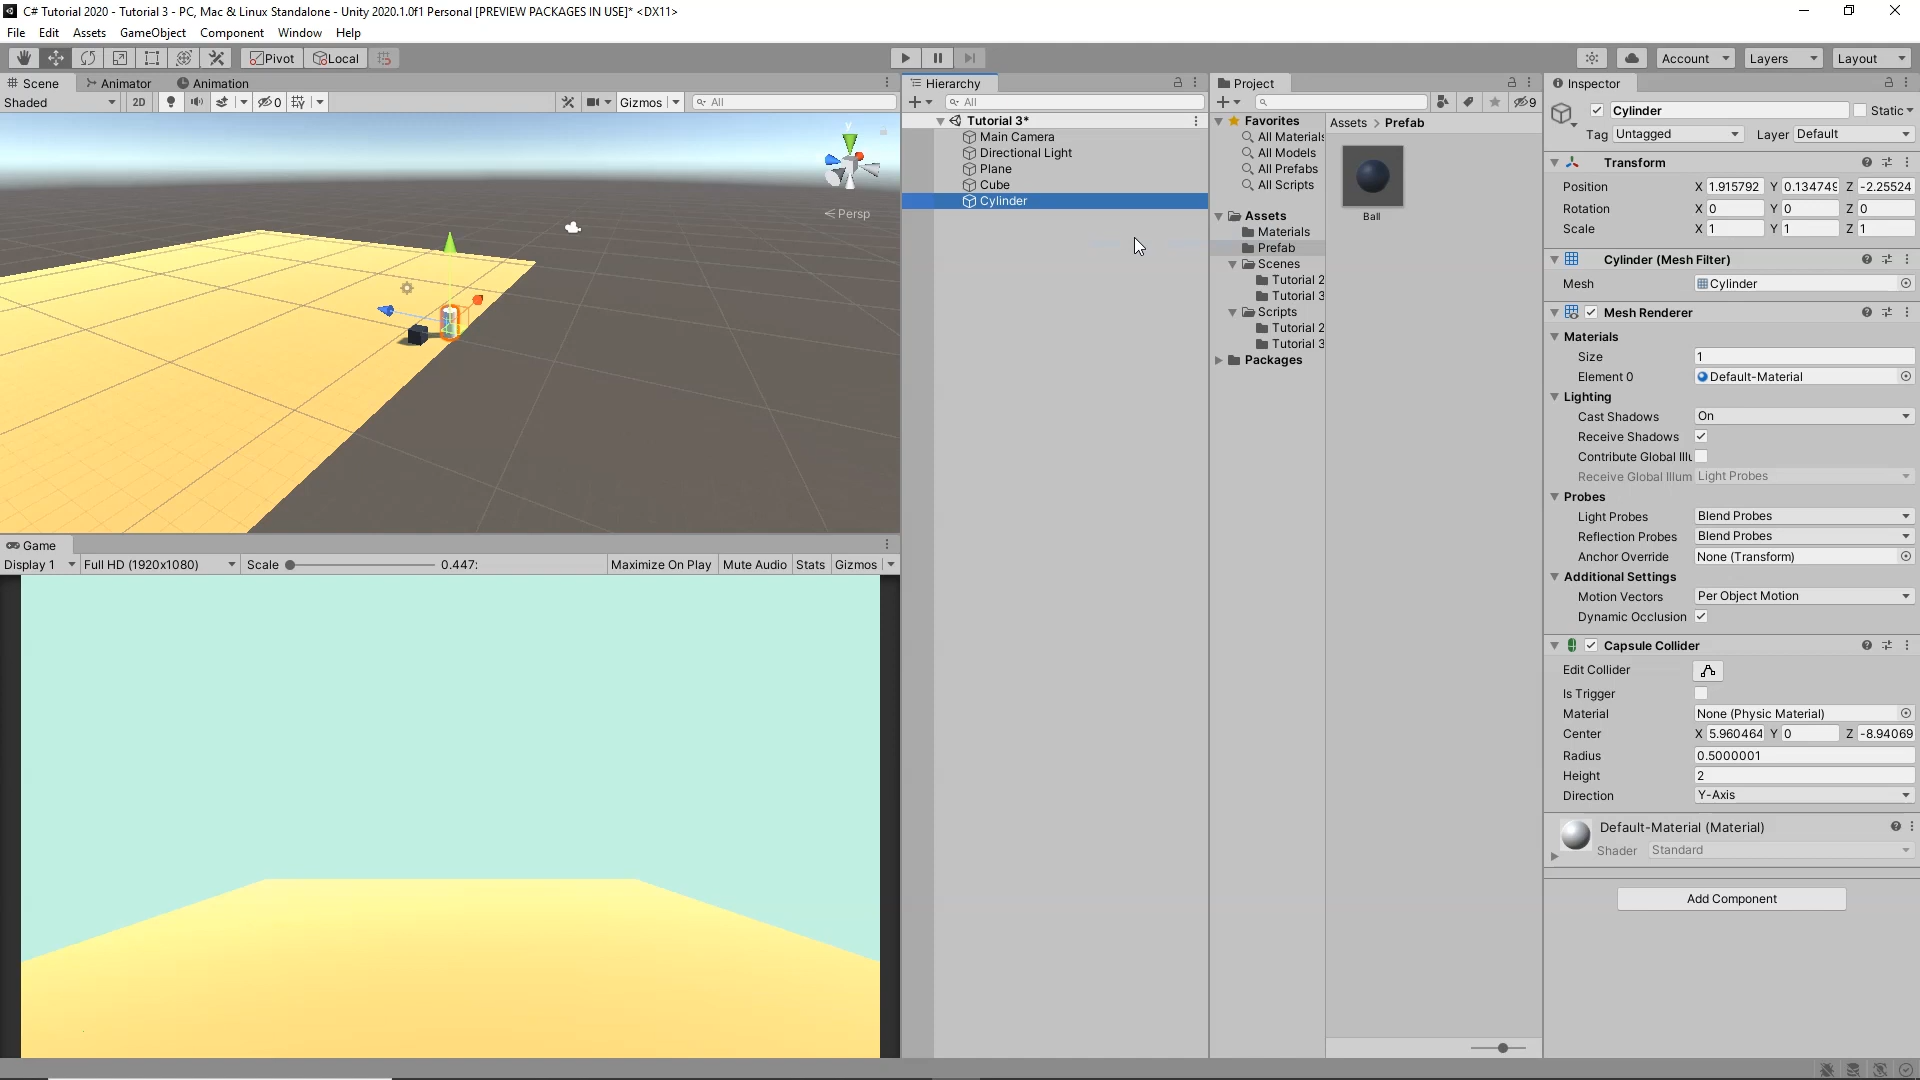 C# Tutorial 2020 - Tutorial 3 - PC, Mac & Linux Standalone - Unity 2020.1.0f1 Personal [PREVIEW PACKAGES IN USE]* <DX11>
File Edit Assets GameObject Component Window Help
Pivot Local Account Layers Layout
Scene Animator Animation
Shaded 2D 0 Gizmos All
y
Persp
Game
Display 1 Full HD (1920x1080) Scale 0.447: Maximize On Play Mute Audio Stats Gizmos
Hierarchy
All
Tutorial 3*
Main Camera
Directional Light
Plane
Cube
Cylinder
Project
9
Favorites
All Materials
All Models
All Prefabs
All Scripts
Assets
Materials
Prefab
Scenes
Tutorial 2
Tutorial 3
Scripts
Tutorial 2
Tutorial 3
Packages
Assets > Prefab
Ball
Inspector
Cylinder Static
Tag Untagged Layer Default
Transform
Position X 1.915792 Y 0.134749 Z -2.25524
Rotation X 0 Y 0 Z 0
Scale X 1 Y 1 Z 1
Cylinder (Mesh Filter)
Mesh Cylinder
Mesh Renderer
Materials
Size 1
Element 0 Default-Material
Lighting
Cast Shadows On
Receive Shadows
Contribute Global Illu
Receive Global Illum Light Probes
Probes
Light Probes Blend Probes
Reflection Probes Blend Probes
Anchor Override None (Transform)
Additional Settings
Motion Vectors Per Object Motion
Dynamic Occlusion
Capsule Collider
Edit Collider
Is Trigger
Material None (Physic Material)
Center X 5.960464 Y 0 Z -8.94069
Radius 0.5000001
Height 2
Direction Y-Axis
Default-Material (Material)
Shader Standard
Add Component